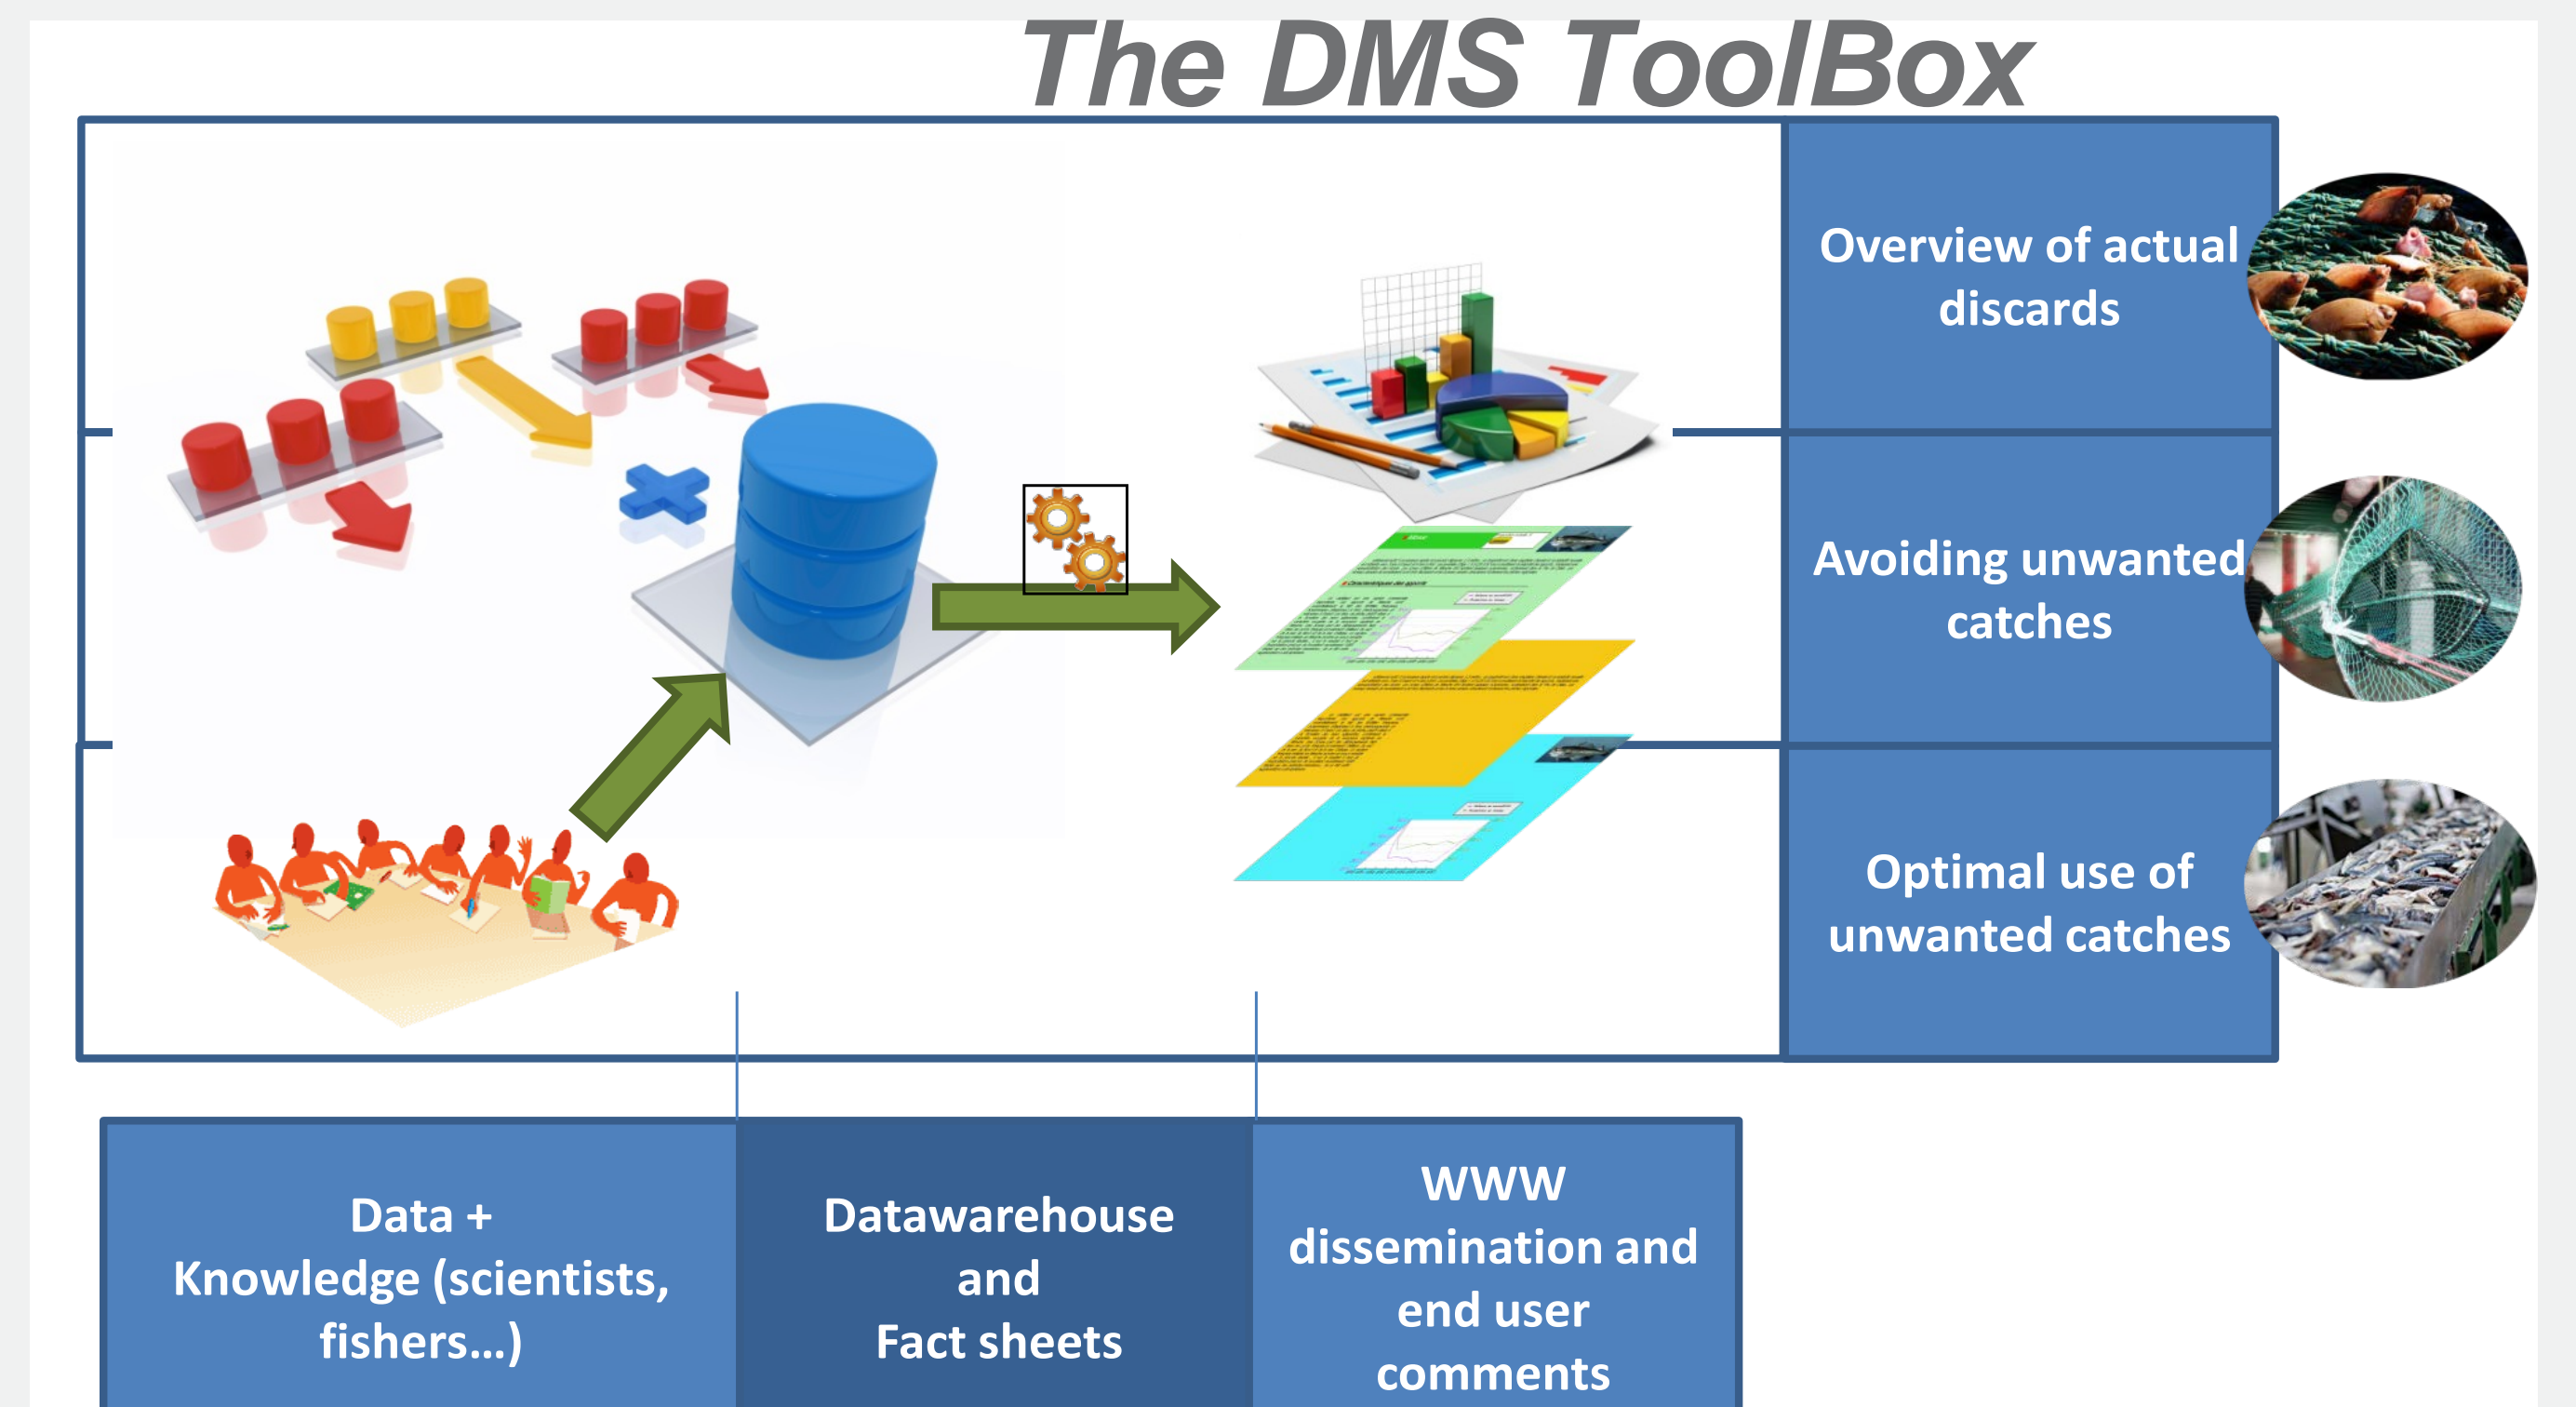 The DMS ToolBox
Overview of actual
discards
Avoiding unwanted
catches
Optimal use of
unwanted catches
Data +
Knowledge (scientists,
fishers…)
Datawarehouse
and
Fact sheets
WWW
dissemination and
end user
comments